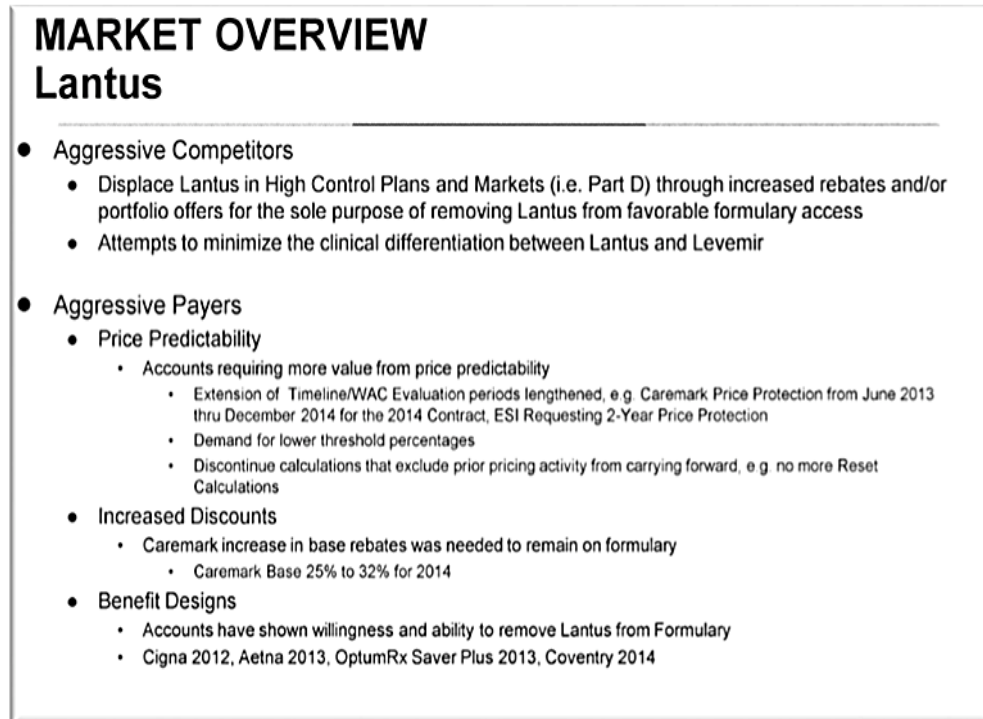 MARKET OVERVIEW
Lantus
● Aggressive Competitors
● Displace Lantus in High Control Plans and Markets (i.e. Part D) through increased rebates and/or
portfolio offers for the sole purpose of removing Lantus from favorable formulary access
● Attempts to minimize the clinical differentiation between Lantus and Levemir
● Aggressive Payers
● Price Predictability
• Accounts requiring more value from price predictability
• Extension of Timeline/WAC Evaluation periods lengthened, e.g. Caremark Price Protection from June 2013
thru December 2014 for the 2014 Contract, ESI Requesting 2-Year Price Protection
• Demand for lower threshold percentages
• Discontinue calculations that exclude prior pricing activity from carrying forward, e.g. no more Reset
Calculations
● Increased Discounts
• Caremark increase in base rebates was needed to remain on formulary
• Caremark Base 25% to 32% for 2014
● Benefit Designs
• Accounts have shown willingness and ability to remove Lantus from Formulary
• Cigna 2012, Aetna 2013, OptumRx Saver Plus 2013, Coventry 2014